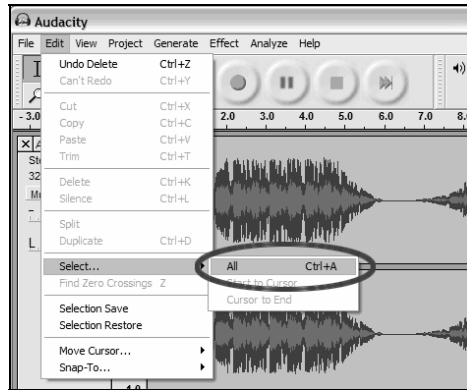 Audacity
File Edit View Project Generate Effect Analyze Help
Undo Delete Ctrl+Z
Can't Redo Ctrl+Y
- 3.0 2.0 3.0 4.0 5.0 6.0 7.0 8.
Cut Ctrl+X
Copy Ctrl+C
Paste Ctrl+V
Trim Ctrl+T
Delete Ctrl+K
Silence Ctrl+L
Split
Duplicate Ctrl+D
Select...
All Ctrl+A
Find Zero Crossings Z
Start to Cursor
Cursor to End
Selection Save
Selection Restore
Move Cursor...
Snap-To...
X
32
L
1.0